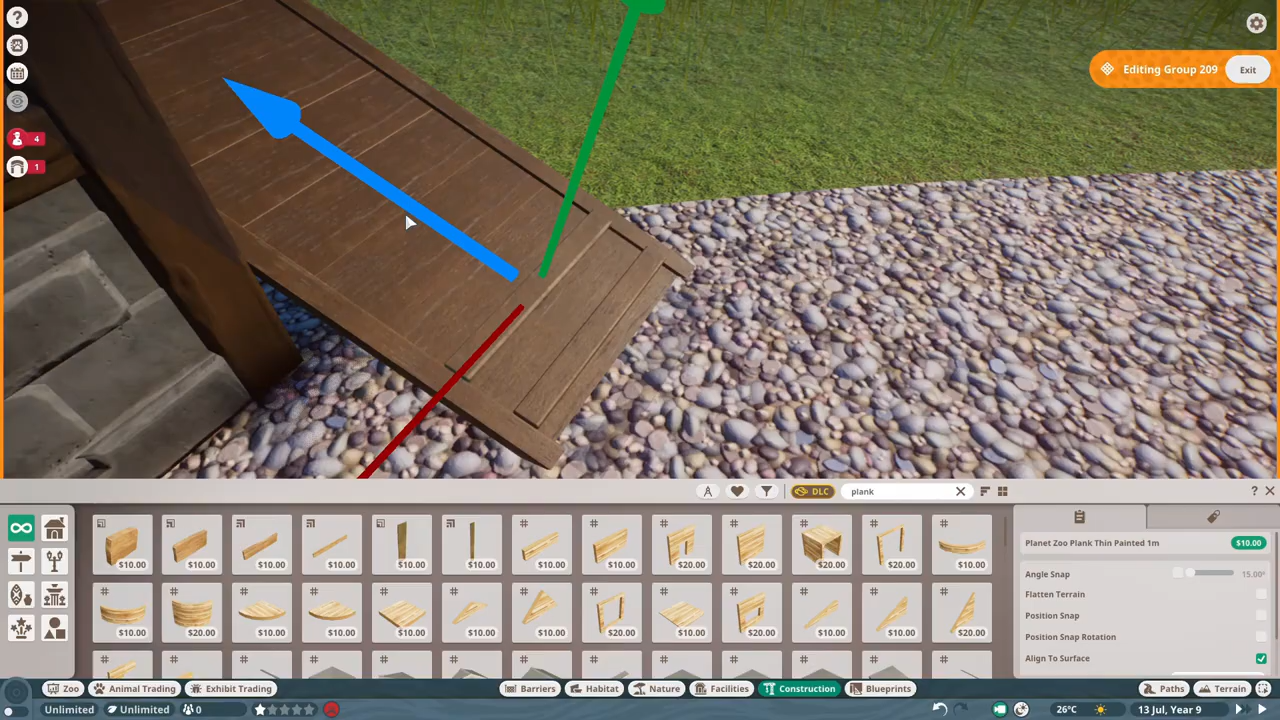 ?
Editing Group 209
Exit
4
1
DLC
plank
?
$10.00 $10.00 $10.00 $10.00 $10.00 $10.00 $10.00 $10.00 $20.00 $20.00 $20.00 $20.00 $10.00
$10.00 $20.00 $10.00 $10.00 $10.00 $10.00 $10.00 $20.00 $10.00 $20.00 $10.00 $10.00 $20.00
Planet Zoo Plank Thin Painted 1m $10.00
Angle Snap 15.00°
Flatten Terrain
Position Snap
Position Snap Rotation
Align To Surface
Zoo Animal Trading Exhibit Trading Barriers Habitat Nature Facilities Construction Blueprints Paths Terrain
Unlimited Unlimited 0 26°C 13 Jul, Year 9